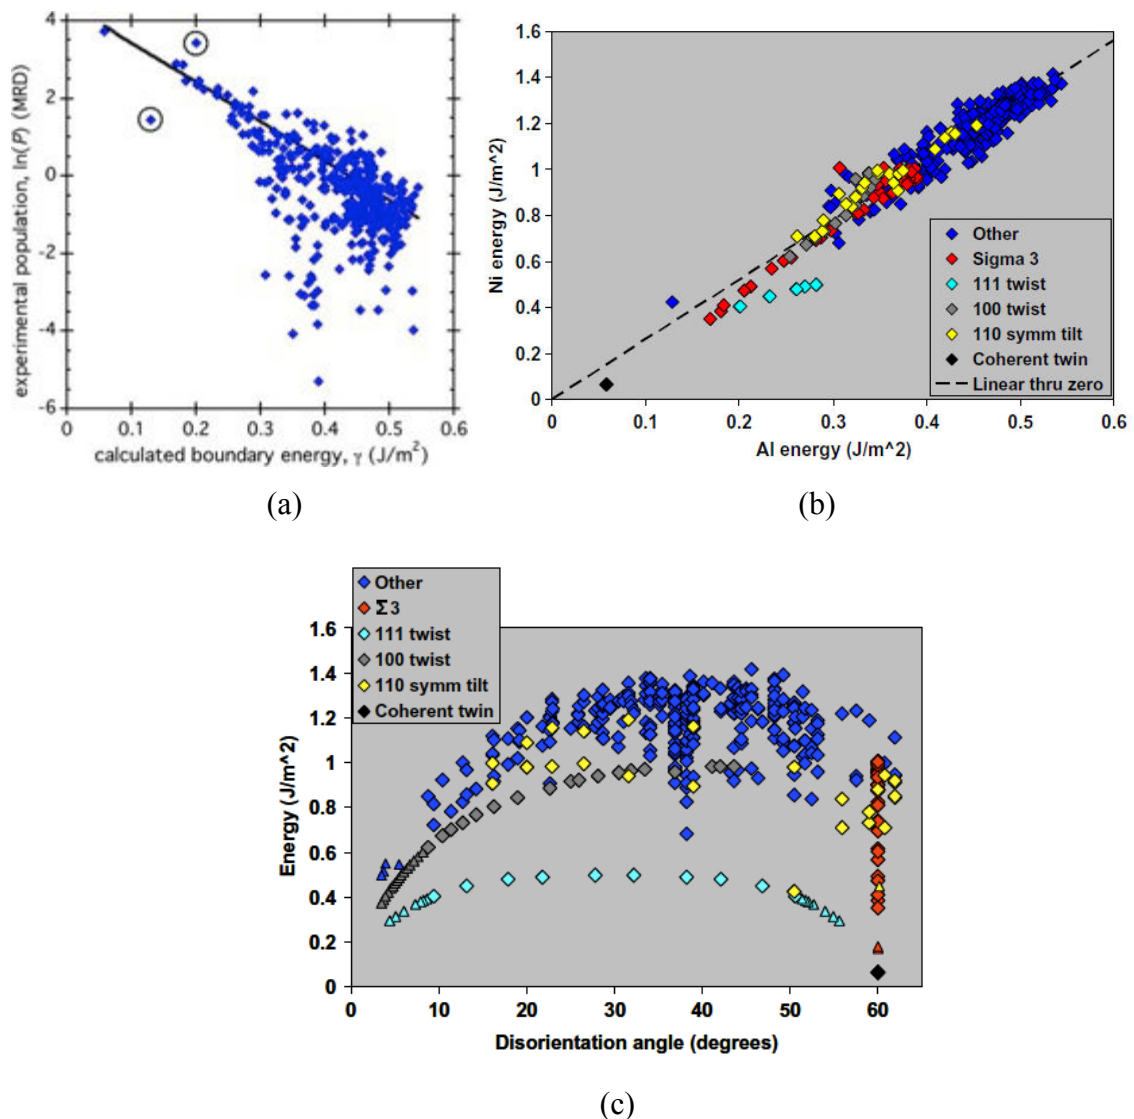 4
2
0
-2
-4
-6
0 0.1 0.2 0.3 0.4 0.5 0.6
experimental population, ln(P) (MRD)
calculated boundary energy, γ (J/m²)
(a)
1.6
1.4
1.2
1
0.8
0.6
0.4
0.2
0
0 0.1 0.2 0.3 0.4 0.5 0.6
Ni energy (J/m^2)
Al energy (J/m^2)
Other
Sigma 3
111 twist
100 twist
110 symm tilt
Coherent twin
Linear thru zero
(b)
Other
Σ3
111 twist
100 twist
110 symm tilt
Coherent twin
1.6
1.4
1.2
1
0.8
0.6
0.4
0.2
0
0 10 20 30 40 50 60
Energy (J/m^2)
Disorientation angle (degrees)
(c)